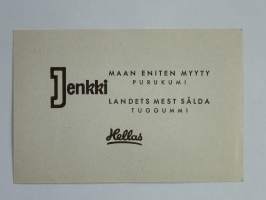 Jenkki
MAAN ENITEN MYYTY
PURUKUMI
LANDETS MEST SÅLDA
TUGGUMMI
Hellas